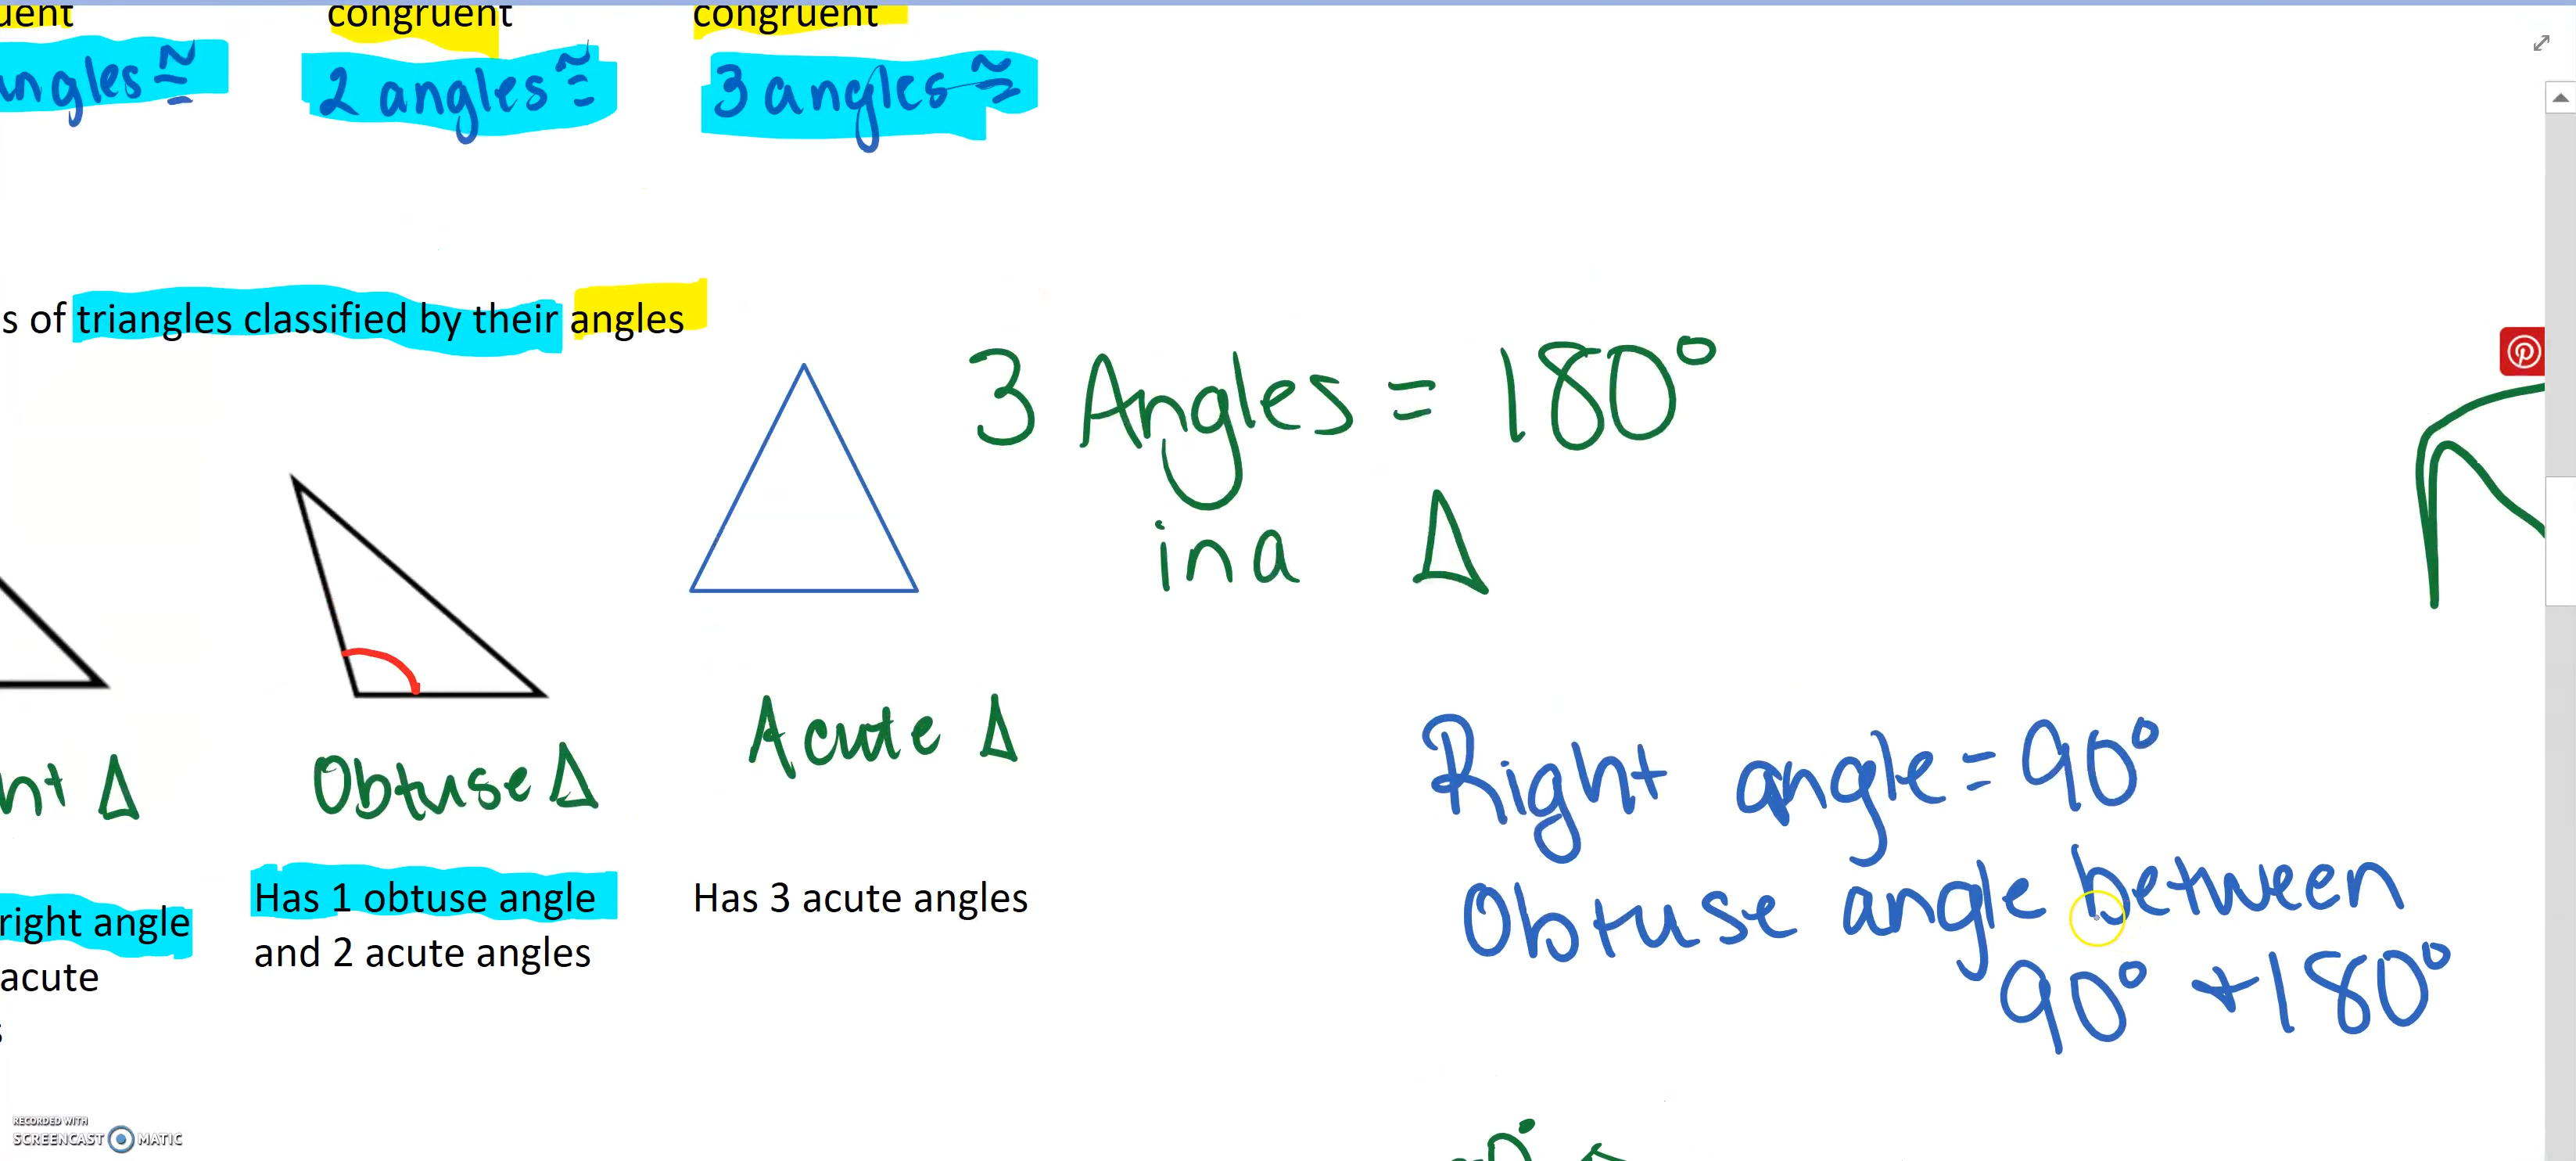 congruent
congruent
angles ≅
2 angles ≅
3 angles ≅
s of triangles classified by their angles
3 Angles = 180°
in a Δ
Δ
Obtuse Δ
Acute Δ
right angle
acute
Has 1 obtuse angle
and 2 acute angles
Has 3 acute angles
Right angle = 90°
Obtuse angle between
90° + 180°
RECORDED WITH
SCREENCAST MATIC